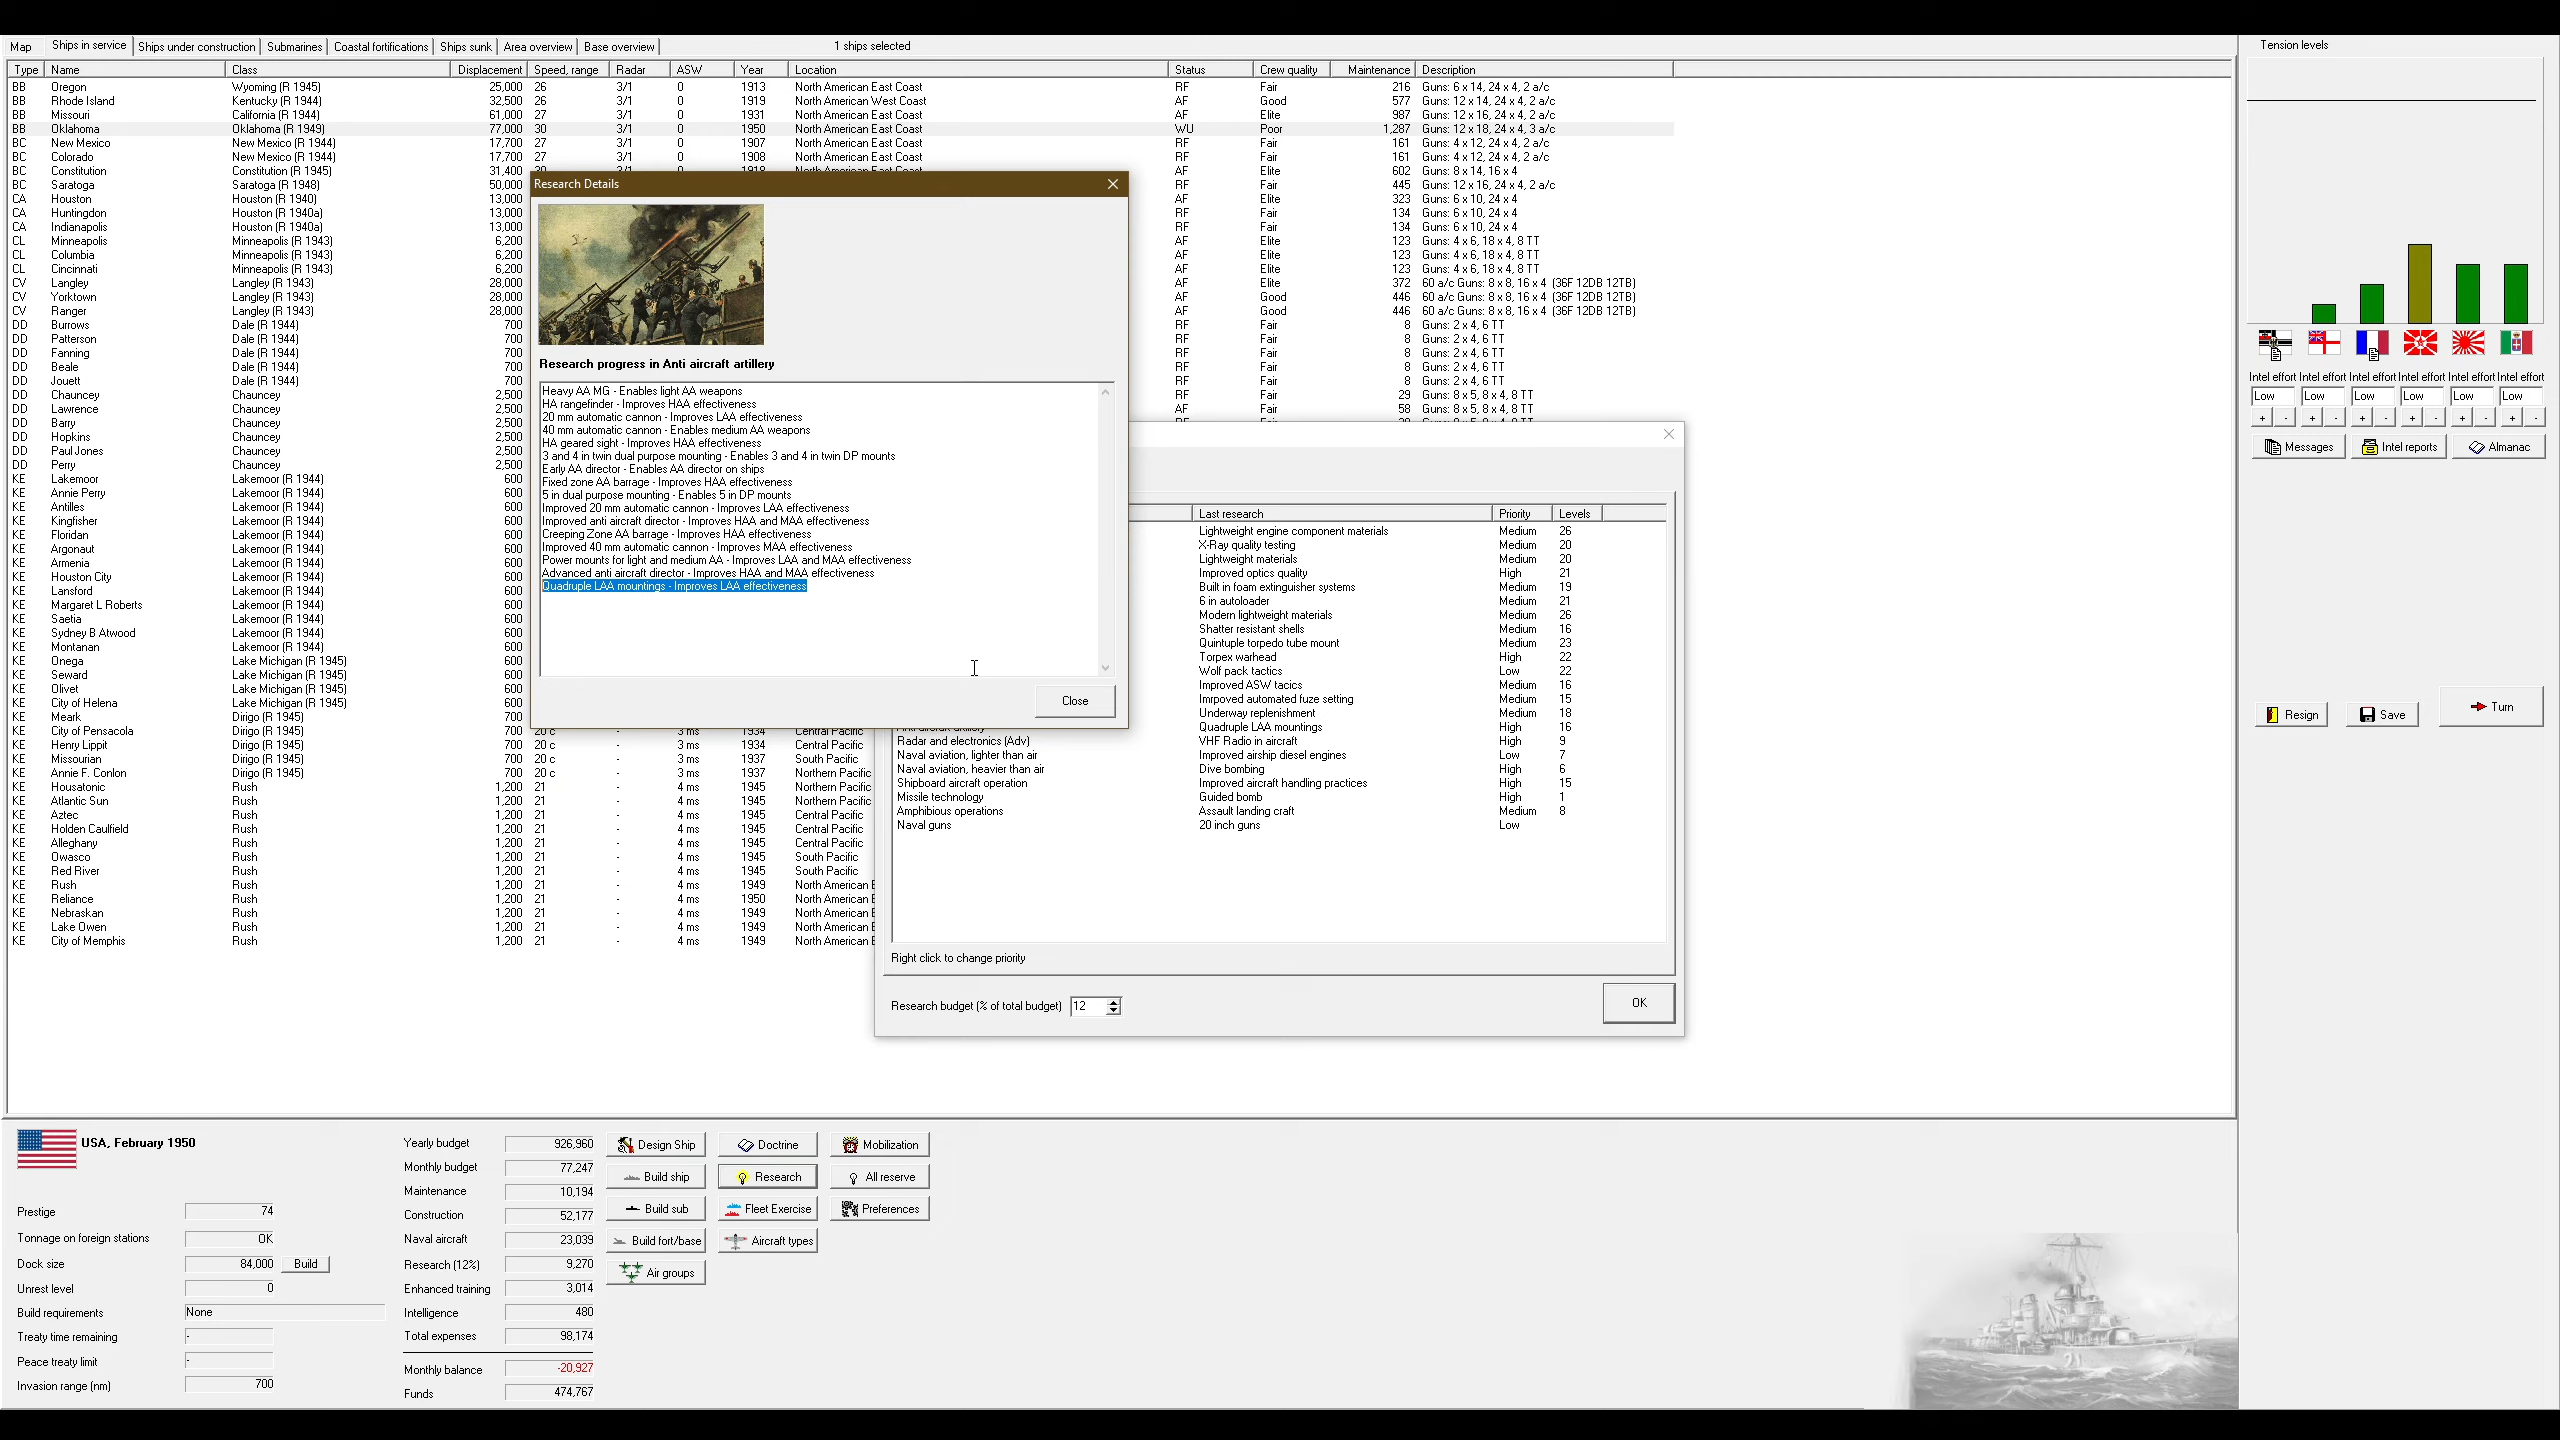 Map Ships in service Ships under construction Submarines Coastal fortifications Ships sunk Area overview Base overview 1 ships selected
Type Name Class Displacement Speed, range Radar ASW Year Location Status Crew quality Maintenance Description
BB Oregon Wyoming (R 1945) 25,000 26 3/1 0 1913 North American East Coast RF Fair 216 Guns: 6 x 14, 24 x 4, 2 a/c
BB Rhode Island Kentucky (R 1944) 32,500 26 3/1 0 1919 North American West Coast AF Good 577 Guns: 12 x 14, 24 x 4, 2 a/c
BB Missouri California (R 1944) 61,000 27 3/1 0 1931 North American East Coast AF Elite 987 Guns: 12 x 16, 24 x 4, 2 a/c
BB Oklahoma Oklahoma (R 1949) 77,000 30 3/1 0 1950 North American East Coast WU Poor 1,287 Guns: 12 x 18, 24 x 4, 3 a/c
BC New Mexico New Mexico (R 1944) 17,700 27 3/1 0 1907 North American East Coast RF Fair 161 Guns: 4 x 12, 24 x 4, 2 a/c
BC Colorado New Mexico (R 1944) 17,700 27 3/1 0 1908 North American East Coast RF Fair 161 Guns: 4 x 12, 24 x 4, 2 a/c
BC Constitution Constitution (R 1945) 31,400 AF Elite 602 Guns: 8 x 14, 16 x 4
BC Saratoga Saratoga (R 1948) 50,000 RF Fair 445 Guns: 12 x 16, 24 x 4, 2 a/c
CA Houston Houston (R 1940) 13,000 AF Elite 323 Guns: 6 x 10, 24 x 4
CA Huntingdon Houston (R 1940a) 13,000 RF Fair 134 Guns: 6 x 10, 24 x 4
CA Indianapolis Houston (R 1940a) 13,000 RF Fair 134 Guns: 6 x 10, 24 x 4
CL Minneapolis Minneapolis (R 1943) 6,200 AF Elite 123 Guns: 4 x 6, 18 x 4, 8 TT
CL Columbia Minneapolis (R 1943) 6,200 AF Elite 123 Guns: 4 x 6, 18 x 4, 8 TT
CL Cincinnati Minneapolis (R 1943) 6,200 AF Elite 123 Guns: 4 x 6, 18 x 4, 8 TT
CV Langley Langley (R 1943) 28,000 AF Elite 372 60 a/c Guns: 8 x 8, 16 x 4 (36F 12DB 12TB)
CV Yorktown Langley (R 1943) 28,000 AF Good 446 60 a/c Guns: 8 x 8, 16 x 4 (36F 12DB 12TB)
CV Ranger Langley (R 1943) 28,000 AF Good 446 60 a/c Guns: 8 x 8, 16 x 4 (36F 12DB 12TB)
DD Burrows Dale (R 1944) 700 RF Fair 8 Guns: 2 x 4, 6 TT
DD Patterson Dale (R 1944) 700 RF Fair 8 Guns: 2 x 4, 6 TT
DD Fanning Dale (R 1944) 700 RF Fair 8 Guns: 2 x 4, 6 TT
DD Beale Dale (R 1944) 700 RF Fair 8 Guns: 2 x 4, 6 TT
DD Jouett Dale (R 1944) 700 RF Fair 8 Guns: 2 x 4, 6 TT
DD Chauncey Chauncey 2,500 RF Fair 29 Guns: 8 x 5, 8 x 4, 8 TT
DD Lawrence Chauncey 2,500 AF Fair 58 Guns: 8 x 5, 8 x 4, 8 TT
DD Barry Chauncey 2,500
DD Hopkins Chauncey 2,500
DD Paul Jones Chauncey 2,500
DD Perry Chauncey 2,500
KE Lakemoor Lakemoor (R 1944) 600
KE Annie Perry Lakemoor (R 1944) 600
KE Antilles Lakemoor (R 1944) 600
KE Kingfisher Lakemoor (R 1944) 600
KE Floridan Lakemoor (R 1944) 600
KE Argonaut Lakemoor (R 1944) 600
KE Armenia Lakemoor (R 1944) 600
KE Houston City Lakemoor (R 1944) 600
KE Lansford Lakemoor (R 1944) 600
KE Margaret L Roberts Lakemoor (R 1944) 600
KE Saetia Lakemoor (R 1944) 600
KE Sydney B Atwood Lakemoor (R 1944) 600
KE Montanan Lakemoor (R 1944) 600
KE Onega Lake Michigan (R 1945) 600
KE Seward Lake Michigan (R 1945) 600
KE Olivet Lake Michigan (R 1945) 600
KE City of Helena Lake Michigan (R 1945) 600
KE Meark Dirigo (R 1945) 700
KE City of Pensacola Dirigo (R 1945) 700 20 c - 3 ms 1934 Central Pacific
KE Henry Lippit Dirigo (R 1945) 700 20 c - 3 ms 1934 Central Pacific
KE Missourian Dirigo (R 1945) 700 20 c - 3 ms 1937 South Pacific
KE Annie F. Conlon Dirigo (R 1945) 700 20 c - 3 ms 1937 Northern Pacific
KE Housatonic Rush 1,200 21 - 4 ms 1945 Northern Pacific
KE Atlantic Sun Rush 1,200 21 - 4 ms 1945 Northern Pacific
KE Aztec Rush 1,200 21 - 4 ms 1945 Central Pacific
KE Holden Caulfield Rush 1,200 21 - 4 ms 1945 Central Pacific
KE Alleghany Rush 1,200 21 - 4 ms 1945 Central Pacific
KE Owasco Rush 1,200 21 - 4 ms 1945 South Pacific
KE Red River Rush 1,200 21 - 4 ms 1945 South Pacific
KE Rush Rush 1,200 21 - 4 ms 1949 North American E
KE Reliance Rush 1,200 21 - 4 ms 1950 North American E
KE Nebraskan Rush 1,200 21 - 4 ms 1949 North American E
KE Lake Owen Rush 1,200 21 - 4 ms 1949 North American E
KE City of Memphis Rush 1,200 21 - 4 ms 1949 North American E
Research Details
Research progress in Anti aircraft artillery
Heavy AA MG - Enables light AA weapons
HA rangefinder - Improves HAA effectiveness
20 mm automatic cannon - Improves LAA effectiveness
40 mm automatic cannon - Enables medium AA weapons
HA geared sight - Improves HAA effectiveness
3 and 4 in twin dual purpose mounting - Enables 3 and 4 in twin DP mounts
Early AA director - Enables AA director on ships
Fixed zone AA barrage - Improves HAA effectiveness
5 in dual purpose mounting - Enables 5 in DP mounts
Improved 20 mm automatic cannon - Improves LAA effectiveness
Improved anti aircraft director - Improves HAA and MAA effectiveness
Creeping Zone AA barrage - Improves HAA effectiveness
Improved 40 mm automatic cannon - Improves MAA effectiveness
Power mounts for light and medium AA - Improves LAA and MAA effectiveness
Advanced anti aircraft director - Improves HAA and MAA effectiveness
Quadruple LAA mountings - Improves LAA effectiveness
Close
Last research Priority Levels
Lightweight engine component materials Medium 26
X-Ray quality testing Medium 20
Lightweight materials Medium 20
Improved optics quality High 21
Built in foam extinguisher systems Medium 19
6 in autoloader Medium 21
Modern lightweight materials Medium 26
Shatter resistant shells Medium 16
Quintuple torpedo tube mount Medium 23
Torpex warhead High 22
Wolf pack tactics Low 22
Improved ASW tacics Medium 16
Impoved automated fuze setting Medium 15
Underway replenishment Medium 18
Quadruple LAA mountings High 16
Radar and electronics (Adv) VHF Radio in aircraft High 9
Naval aviation, lighter than air Improved airship diesel engines Low 7
Naval aviation, heavier than air Dive bombing High 6
Shipboard aircraft operation Improved aircraft handling practices High 15
Missile technology Guided bomb High 1
Amphibious operations Assault landing craft Medium 8
Naval guns 20 inch guns Low
Right click to change priority
Research budget (% of total budget) 12 OK
Tension levels
Intel effort Intel effort Intel effort Intel effort Intel effort Intel effort
Low Low Low Low Low Low
+ - + - + - + - + - + -
Messages Intel reports Almanac
Resign Save Turn
USA, February 1950
Prestige 74
Tonnage on foreign stations OK
Dock size 84,000 Build
Unrest level 0
Build requirements None
Treaty time remaining -
Peace treaty limit -
Invasion range (nm) 700
Yearly budget 926,960
Monthly budget 77,247
Maintenance 10,194
Construction 52,177
Naval aircraft 23,039
Research (12%) 9,270
Enhanced training 3,014
Intelligence 480
Total expenses 98,174
Monthly balance -20,927
Funds 474,767
Design Ship Doctrine Mobilization
Build ship Research All reserve
Build sub Fleet Exercise Preferences
Build fort/base Aircraft types
Air groups